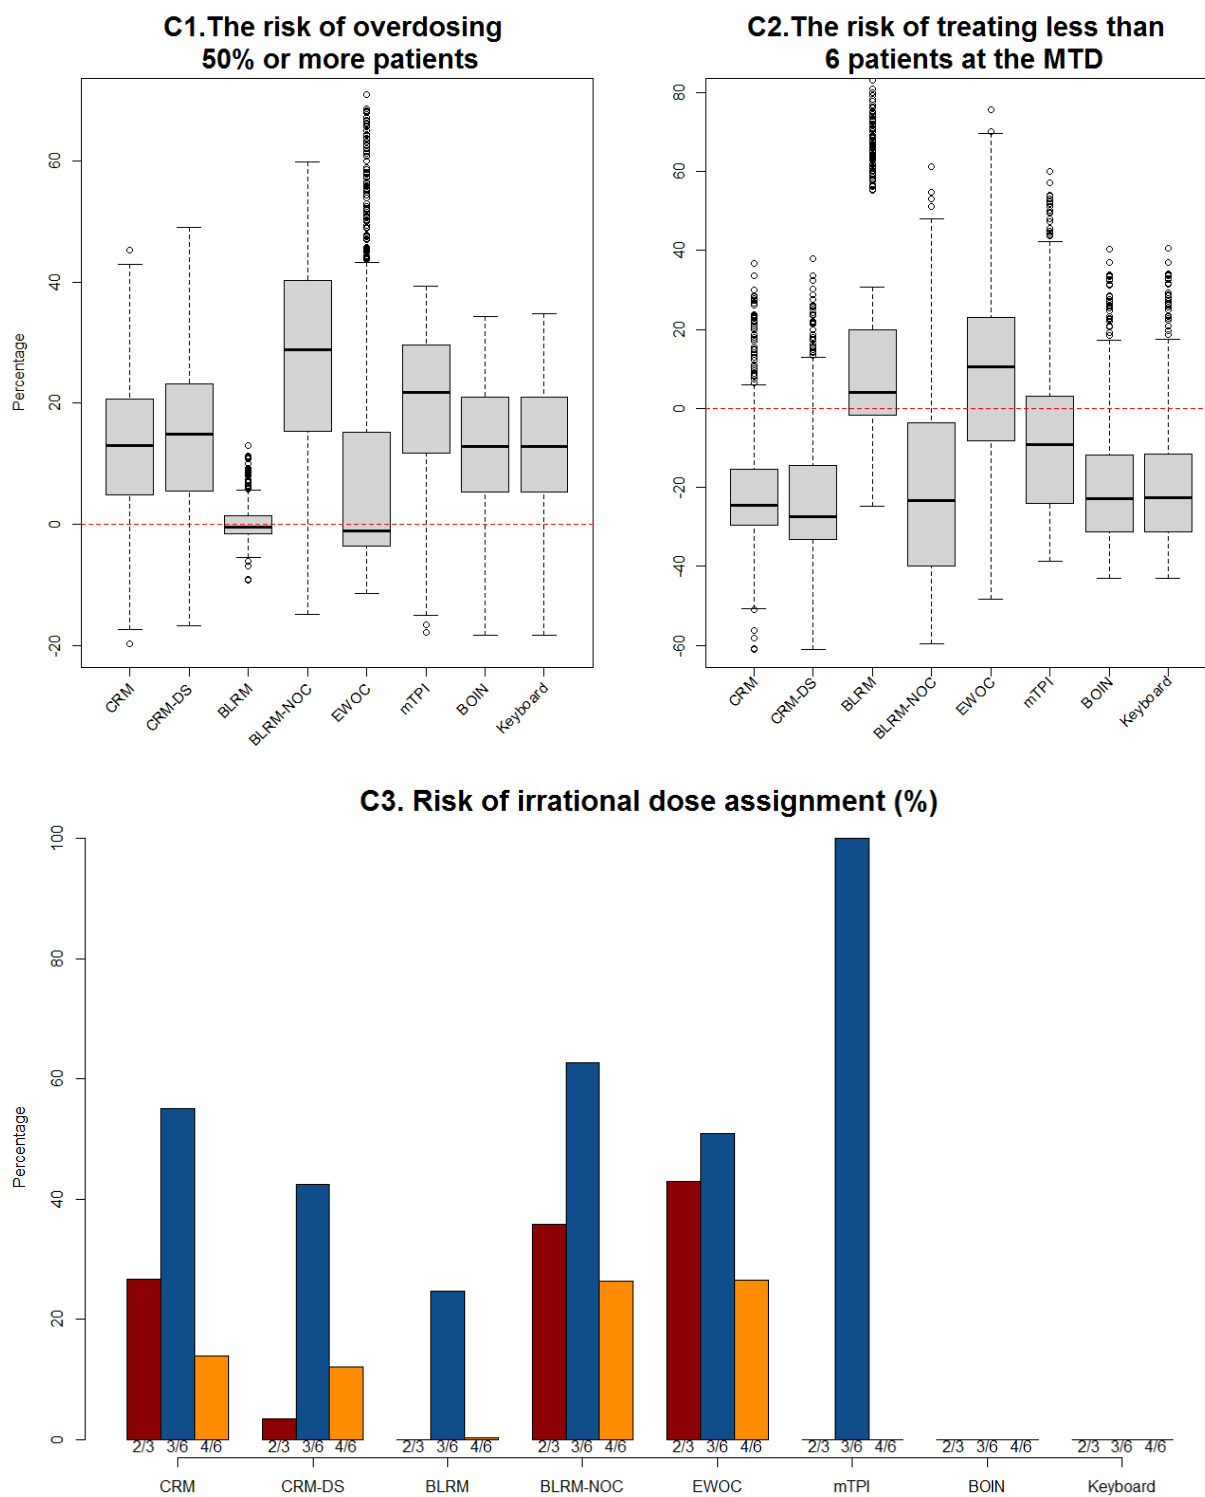 C1.The risk of overdosing
50% or more patients
C2.The risk of treating less than
6 patients at the MTD
Percentage
60
40
20
0
-20
CRM
CRM-DS
BLRM
BLRM-NOC
EWOC
mTPI
BOIN
Keyboard
80
60
40
20
0
-20
-40
-60
CRM
CRM-DS
BLRM
BLRM-NOC
EWOC
mTPI
BOIN
Keyboard
C3. Risk of irrational dose assignment (%)
Percentage
100
80
60
40
20
0
2/3 3/6 4/6 2/3 3/6 4/6 2/3 3/6 4/6 2/3 3/6 4/6 2/3 3/6 4/6 2/3 3/6 4/6 2/3 3/6 4/6 2/3 3/6 4/6
CRM CRM-DS BLRM BLRM-NOC EWOC mTPI BOIN Keyboard